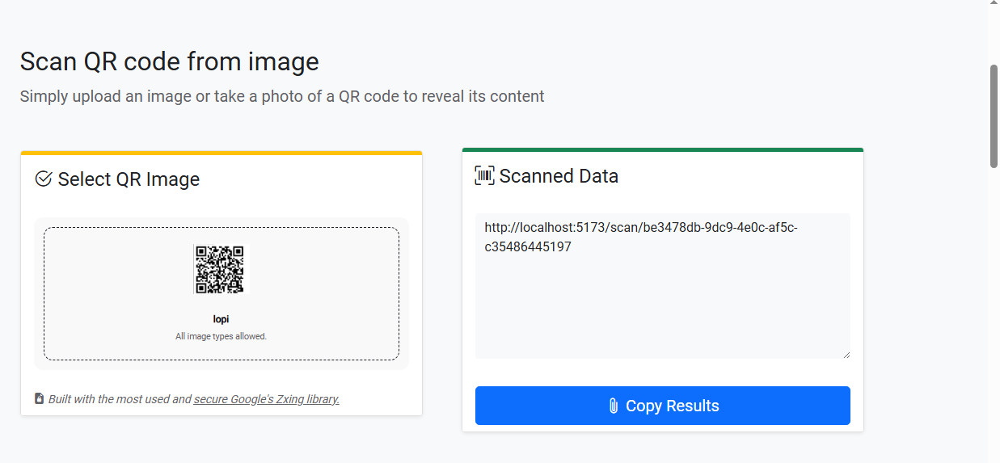 Scan QR code from image
Simply upload an image or take a photo of a QR code to reveal its content
Select QR Image
lopi
All image types allowed.
Built with the most used and secure Google's Zxing library.
Scanned Data
http://localhost:5173/scan/be3478db-9dc9-4e0c-af5c-
c35486445197
Copy Results